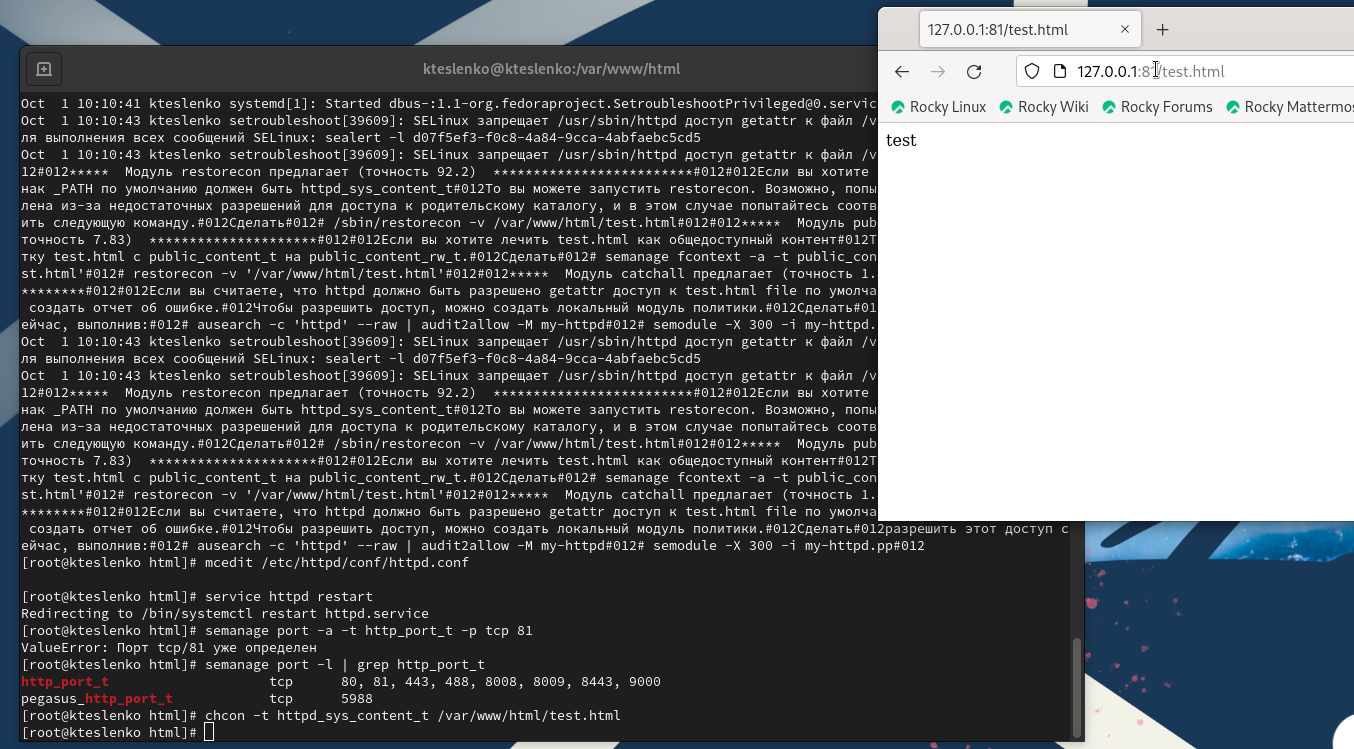 kteslenko@kteslenko:/var/www/html
Oct  1 10:10:41 kteslenko systemd[1]: Started dbus-:1.1-org.fedoraproject.SetroubleshootPrivileged@0.servic
Oct  1 10:10:43 kteslenko setroubleshoot[39609]: SELinux запрещает /usr/sbin/httpd доступ getattr к файл /v
ля выполнения всех сообщений SELinux: sealert -l d07f5ef3-f0c8-4a84-9cca-4abfaebc5cd5
Oct  1 10:10:43 kteslenko setroubleshoot[39609]: SELinux запрещает /usr/sbin/httpd доступ getattr к файл /v
12#012*****  Модуль restorecon предлагает (точность 92.2)  *************************#012#012Если вы хотите
нак _PATH по умолчанию должен быть httpd_sys_content_t#012То вы можете запустить restorecon. Возможно, попы
лена из-за недостаточных разрешений для доступа к родительскому каталогу, и в этом случае попытайтесь соотв
ить следующую команду.#012Сделать#012# /sbin/restorecon -v /var/www/html/test.html#012#012*****  Модуль pub
точность 7.83)  *********************#012#012Если вы хотите лечить test.html как общедоступный контент#012Т
тку test.html с public_content_t на public_content_rw_t.#012Сделать#012# semanage fcontext -a -t public_con
st.html'#012# restorecon -v '/var/www/html/test.html'#012#012*****  Модуль catchall предлагает (точность 1.
********#012#012Если вы считаете, что httpd должно быть разрешено getattr доступ к test.html file по умолча
 создать отчет об ошибке.#012Чтобы разрешить доступ, можно создать локальный модуль политики.#012Сделать#01
ейчас, выполнив:#012# ausearch -c 'httpd' --raw | audit2allow -M my-httpd#012# semodule -X 300 -i my-httpd.
Oct  1 10:10:43 kteslenko setroubleshoot[39609]: SELinux запрещает /usr/sbin/httpd доступ getattr к файл /v
ля выполнения всех сообщений SELinux: sealert -l d07f5ef3-f0c8-4a84-9cca-4abfaebc5cd5
Oct  1 10:10:43 kteslenko setroubleshoot[39609]: SELinux запрещает /usr/sbin/httpd доступ getattr к файл /v
12#012*****  Модуль restorecon предлагает (точность 92.2)  *************************#012#012Если вы хотите
нак _PATH по умолчанию должен быть httpd_sys_content_t#012То вы можете запустить restorecon. Возможно, попы
лена из-за недостаточных разрешений для доступа к родительскому каталогу, и в этом случае попытайтесь соотв
ить следующую команду.#012Сделать#012# /sbin/restorecon -v /var/www/html/test.html#012#012*****  Модуль pub
точность 7.83)  *********************#012#012Если вы хотите лечить test.html как общедоступный контент#012Т
тку test.html с public_content_t на public_content_rw_t.#012Сделать#012# semanage fcontext -a -t public_con
st.html'#012# restorecon -v '/var/www/html/test.html'#012#012*****  Модуль catchall предлагает (точность 1.
********#012#012Если вы считаете, что httpd должно быть разрешено getattr доступ к test.html file по умолча
 создать отчет об ошибке.#012Чтобы разрешить доступ, можно создать локальный модуль политики.#012Сделать#012разрешить этот доступ с
ейчас, выполнив:#012# ausearch -c 'httpd' --raw | audit2allow -M my-httpd#012# semodule -X 300 -i my-httpd.pp#012
[root@kteslenko html]# mcedit /etc/httpd/conf/httpd.conf
[root@kteslenko html]# service httpd restart
Redirecting to /bin/systemctl restart httpd.service
[root@kteslenko html]# semanage port -a -t http_port_t -p tcp 81
ValueError: Порт tcp/81 уже определен
[root@kteslenko html]# semanage port -l | grep http_port_t
http_port_t                    tcp      80, 81, 443, 488, 8008, 8009, 8443, 9000
pegasus_http_port_t            tcp      5988
[root@kteslenko html]# chcon -t httpd_sys_content_t /var/www/html/test.html
[root@kteslenko html]#
127.0.0.1:81/test.html
127.0.0.1:81/test.html
Rocky Linux  Rocky Wiki  Rocky Forums  Rocky Mattermos
test